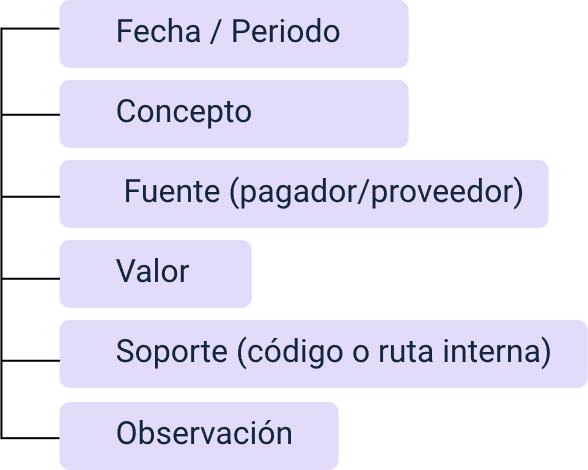 Fecha / Periodo
Concepto
Fuente (pagador/proveedor)
Valor
Soporte (código o ruta interna)
Observación